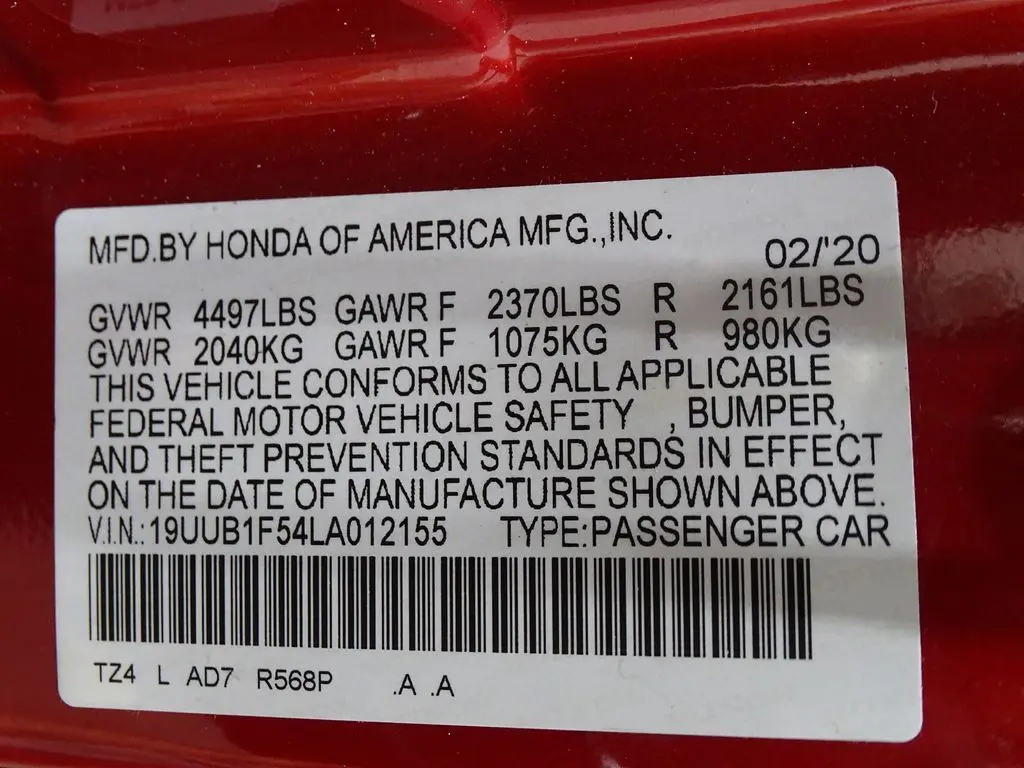 MFD.BY HONDA OF AMERICA MFG.,INC.
02/'20
GVWR 4497LBS GAWR F 2370LBS R 2161LBS
GVWR 2040KG GAWR F 1075KG R 980KG
THIS VEHICLE CONFORMS TO ALL APPLICABLE
FEDERAL MOTOR VEHICLE SAFETY , BUMPER,
AND THEFT PREVENTION STANDARDS IN EFFECT
ON THE DATE OF MANUFACTURE SHOWN ABOVE.
V.I.N.:19UUB1F54LA012155 TYPE:PASSENGER CAR
TZ4 L AD7 R568P .A .A